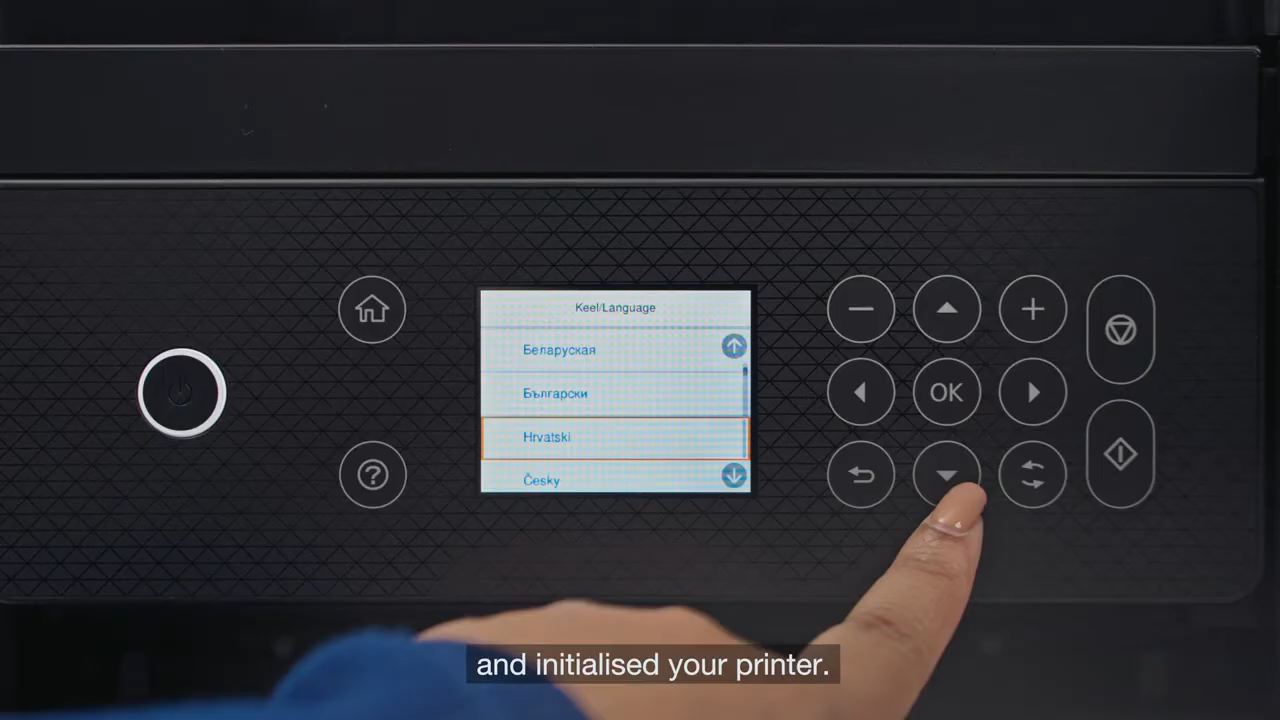 Keel/Language
Беларуская
Български
Hrvatski
Česky
OK
?
and initialised your printer.